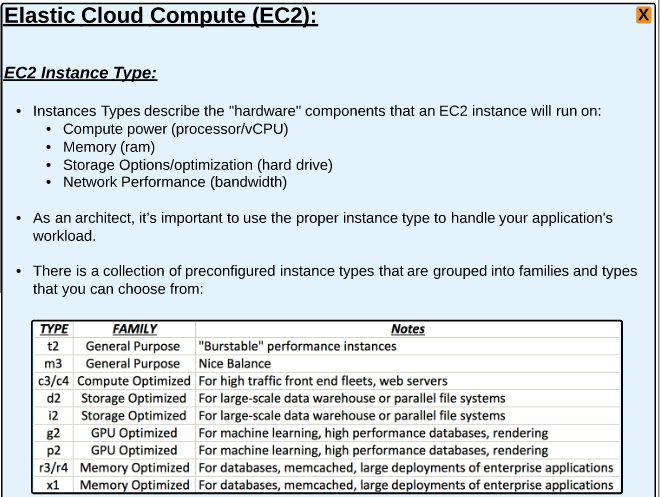 Elastic Cloud Compute (EC2):
X
EC2 Instance Type:
• Instances Types describe the "hardware" components that an EC2 instance will run on:
• Compute power (processor/vCPU)
• Memory (ram)
• Storage Options/optimization (hard drive)
• Network Performance (bandwidth)
• As an architect, it's important to use the proper instance type to handle your application's
workload.
• There is a collection of preconfigured instance types that are grouped into families and types
that you can choose from:
TYPE FAMILY Notes
t2 General Purpose "Burstable" performance instances
m3 General Purpose Nice Balance
c3/c4 Compute Optimized For high traffic front end fleets, web servers
d2 Storage Optimized For large-scale data warehouse or parallel file systems
i2 Storage Optimized For large-scale data warehouse or parallel file systems
g2 GPU Optimized For machine learning, high performance databases, rendering
p2 GPU Optimized For machine learning, high performance databases, rendering
r3/r4 Memory Optimized For databases, memcached, large deployments of enterprise applications
x1 Memory Optimized For databases, memcached, large deployments of enterprise applications